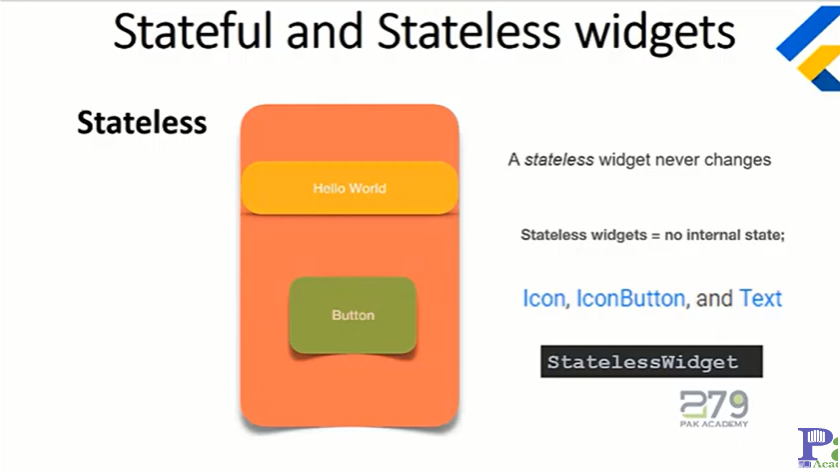 Stateful and Stateless widgets
Stateless
Hello World
Button
A stateless widget never changes
Stateless widgets = no internal state;
Icon, IconButton, and Text
StatelessWidget
279
PAK ACADEMY